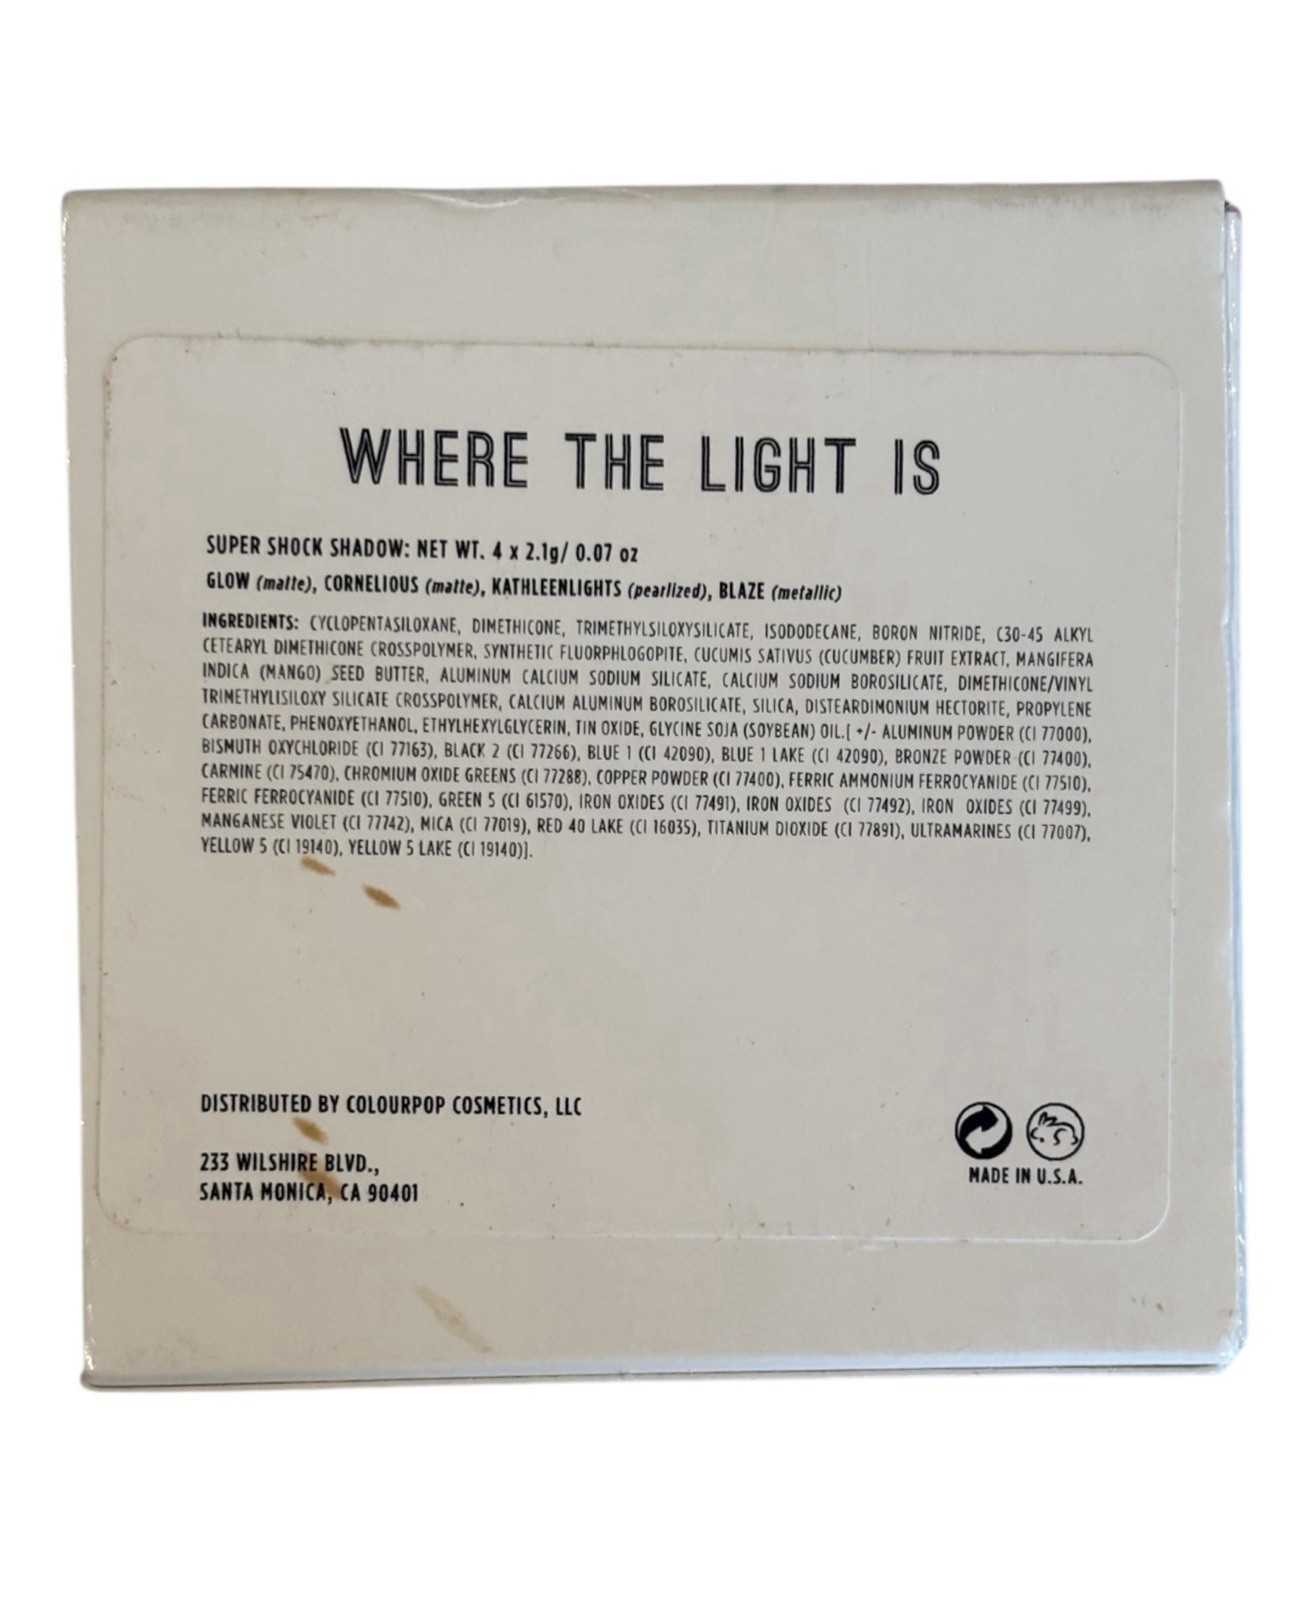 WHERE THE LIGHT IS
SUPER SHOCK SHADOW: NET WT. 4 x 2.1g/ 0.07 oz
GLOW (matte), CORNELIOUS (matte), KATHLEENLIGHTS (pearlized), BLAZE (metallic)
INGREDIENTS: CYCLOPENTASILOXANE, DIMETHICONE, TRIMETHYLSILOXYSILICATE, ISODODECANE, BORON NITRIDE, C30-45 ALKYL
CETEARYL DIMETHICONE CROSSPOLYMER, SYNTHETIC FLUORPHLOGOPITE, CUCUMIS SATIVUS (CUCUMBER) FRUIT EXTRACT, MANGIFERA
INDICA (MANGO) SEED BUTTER, ALUMINUM CALCIUM SODIUM SILICATE, CALCIUM SODIUM BOROSILICATE, DIMETHICONE/VINYL
TRIMETHYLISILOXY SILICATE CROSSPOLYMER, CALCIUM ALUMINUM BOROSILICATE, SILICA, DISTEARDIMONIUM HECTORITE, PROPYLENE
CARBONATE, PHENOXYETHANOL, ETHYLHEXYLGLYCERIN, TIN OXIDE, GLYCINE SOJA (SOYBEAN) OIL.[ +/- ALUMINUM POWDER (CI 77000),
BISMUTH OXYCHLORIDE (CI 77163), BLACK 2 (CI 77266), BLUE 1 (CI 42090), BLUE 1 LAKE (CI 42090), BRONZE POWDER (CI 77400),
CARMINE (CI 75470), CHROMIUM OXIDE GREENS (CI 77288), COPPER POWDER (CI 77400), FERRIC AMMONIUM FERROCYANIDE (CI 77510),
FERRIC FERROCYANIDE (CI 77510), GREEN 5 (CI 61570), IRON OXIDES (CI 77491), IRON OXIDES (CI 77492), IRON OXIDES (CI 77499),
MANGANESE VIOLET (CI 77742), MICA (CI 77019), RED 40 LAKE (CI 16035), TITANIUM DIOXIDE (CI 77891), ULTRAMARINES (CI 77007),
YELLOW 5 (CI 19140), YELLOW 5 LAKE (CI 19140)].
DISTRIBUTED BY COLOURPOP COSMETICS, LLC
233 WILSHIRE BLVD.,
SANTA MONICA, CA 90401
MADE IN U.S.A.